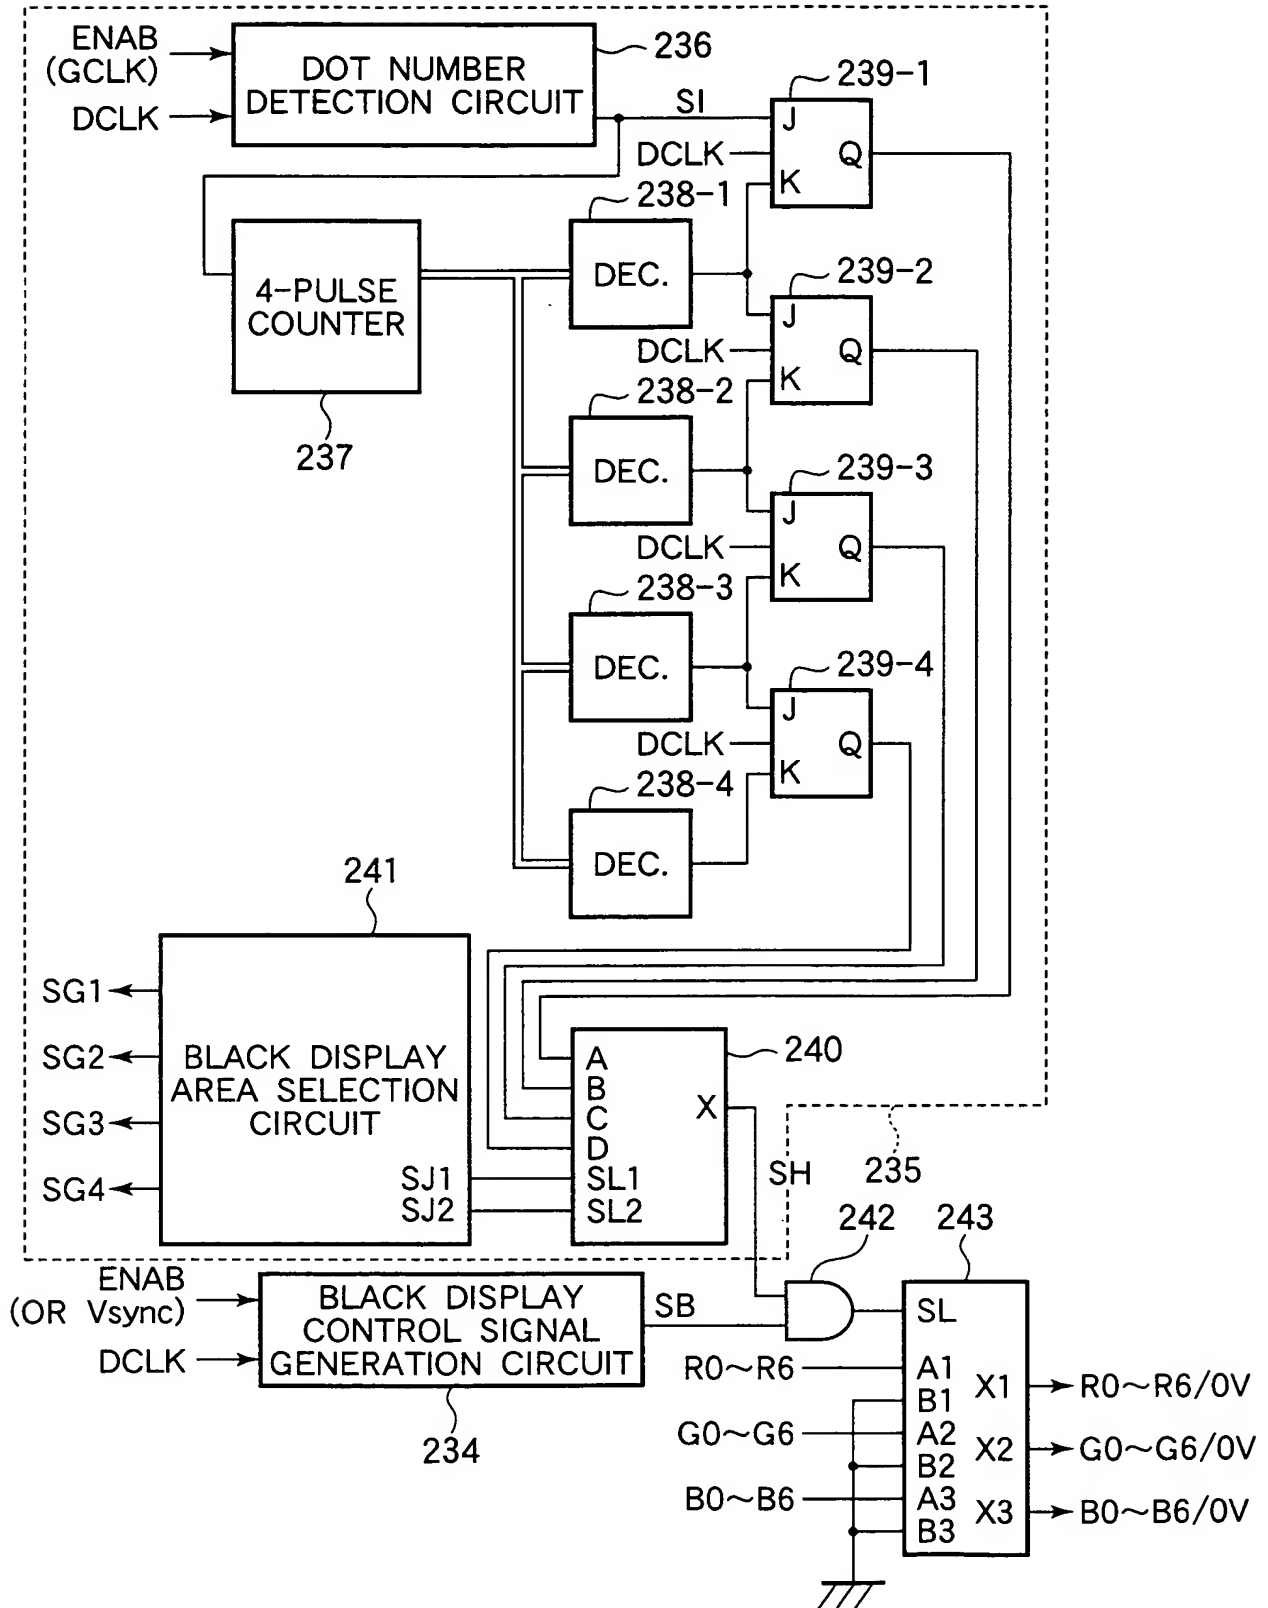 ENAB
(GCLK)
DCLK
DOT NUMBER
DETECTION CIRCUIT
236
SI
239-1
J
DCLK
Q
K
238-1
4-PULSE
COUNTER
237
DEC.
239-2
J
DCLK
Q
K
238-2
DEC.
239-3
J
DCLK
Q
K
238-3
DEC.
239-4
J
DCLK
Q
K
238-4
DEC.
241
SG1
SG2
SG3
SG4
BLACK DISPLAY
AREA SELECTION
CIRCUIT
SJ1
SJ2
240
A
B
C
D
SL1
SL2
X
SH
235
242
243
ENAB
(OR Vsync)
DCLK
BLACK DISPLAY
CONTROL SIGNAL
GENERATION CIRCUIT
SB
234
SL
R0~R6
A1
B1
G0~G6
A2
B2
B0~B6
A3
B3
X1
R0~R6/0V
X2
G0~G6/0V
X3
B0~B6/0V